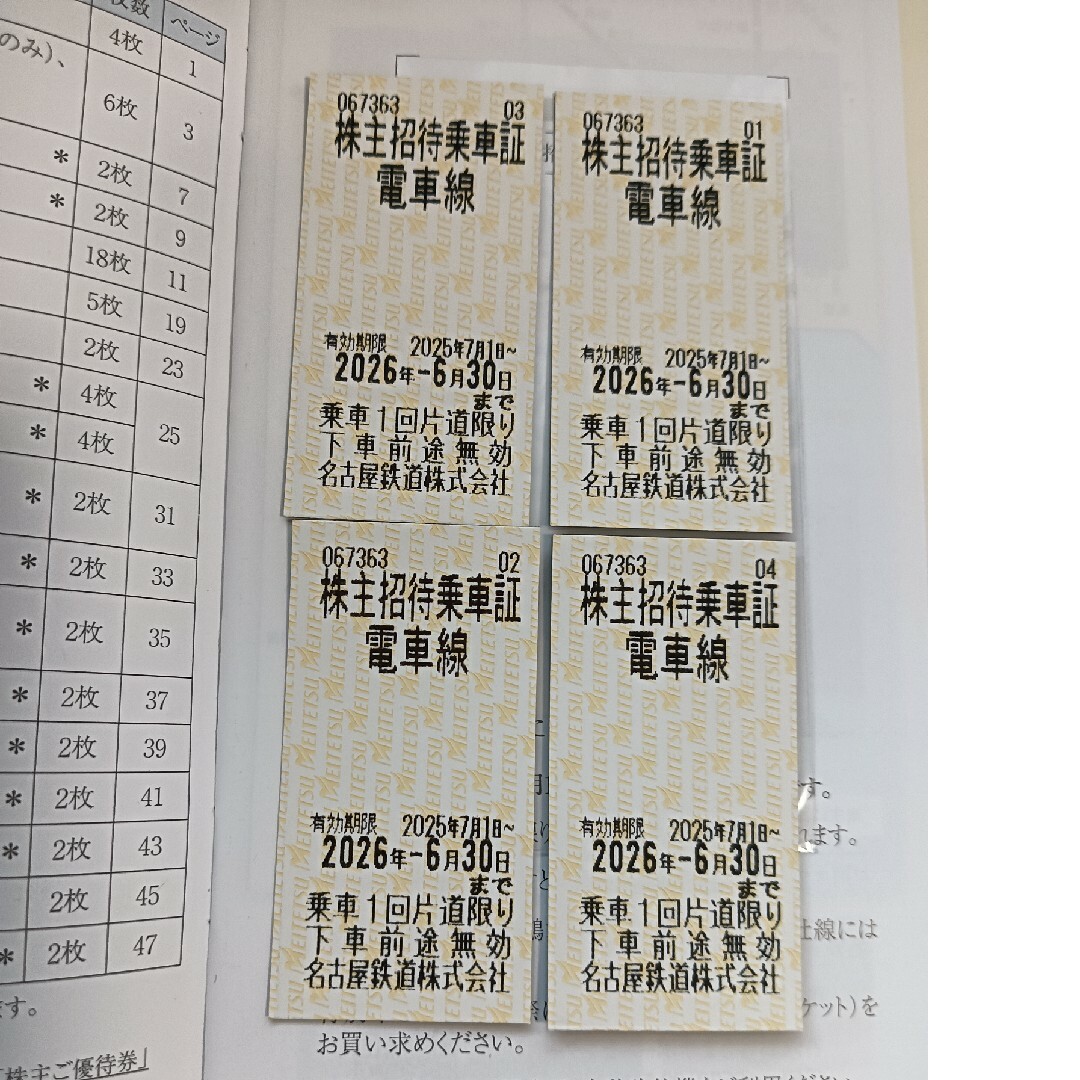 枚数 ページ
4枚 1
のみ)、
6枚 3
* 2枚 7
* 2枚 9
18枚 11
5枚 19
2枚 23
* 4枚 25
* 4枚
* 2枚 31
* 2枚 33
* 2枚 35
* 2枚 37
* 2枚 39
* 2枚 41
* 2枚 43
2枚 45
* 2枚 47
す。
株主ご優待券」
067363 03
株主招待乗車証
電車線
有効期限 2025年7月1日~
2026年-6月30日
まで
乗車1回片道限り
下車前途無効
名古屋鉄道株式会社
067363 01
株主招待乗車証
電車線
有効期限 2025年7月1日~
2026年-6月30日
まで
乗車1回片道限り
下車前途無効
名古屋鉄道株式会社
067363 02
株主招待乗車証
電車線
有効期限 2025年7月1日~
2026年-6月30日
まで
乗車1回片道限り
下車前途無効
名古屋鉄道株式会社
067363 04
株主招待乗車証
電車線
有効期限 2025年7月1日~
2026年-6月30日
まで
乗車1回片道限り
下車前途無効
名古屋鉄道株式会社
す。
れます。
社線には
ケット)を
お買い求めください。